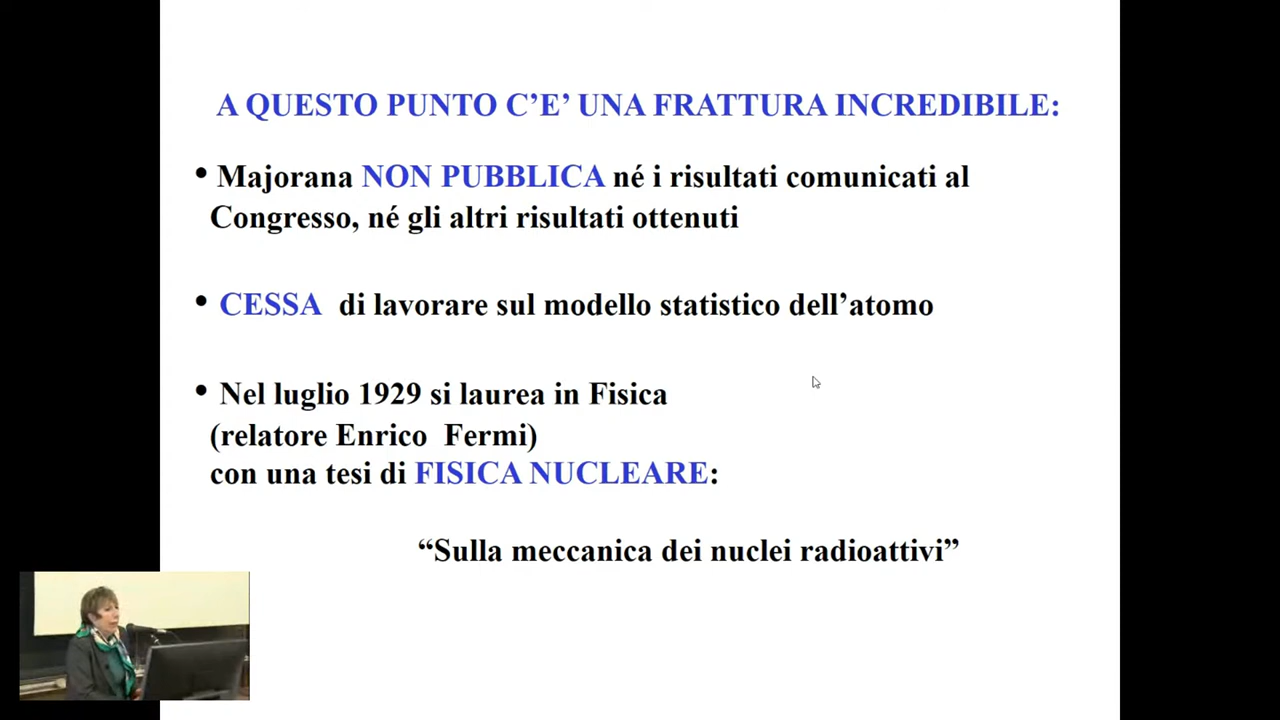 A QUESTO PUNTO C’E’ UNA FRATTURA INCREDIBILE:
• Majorana NON PUBBLICA né i risultati comunicati al
Congresso, né gli altri risultati ottenuti
• CESSA di lavorare sul modello statistico dell’atomo
• Nel luglio 1929 si laurea in Fisica
(relatore Enrico Fermi)
con una tesi di FISICA NUCLEARE:
“Sulla meccanica dei nuclei radioattivi”